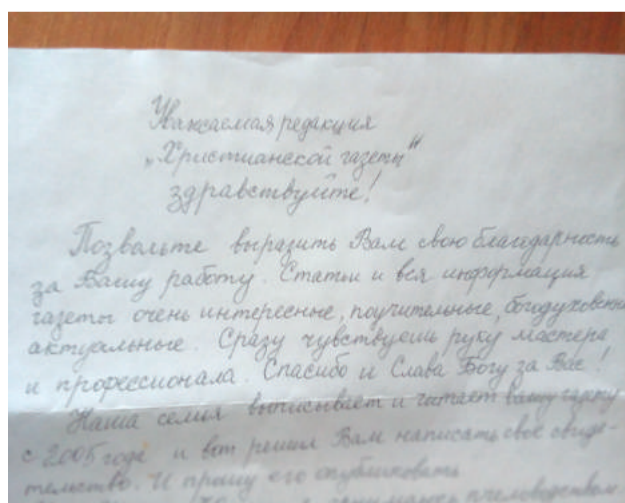 Уважаемая редакция
„Христианской газеты"
здравствуйте!
Позвольте выразить Вам свою благодарность
за Вашу работу. Статьи и вся информация
газеты очень интересные, поучительные,
актуальные. Сразу чувствуешь руку мастера
и профессионала. Спасибо и Слава Богу за Вас!
Наша семья выписывает и читает вашу газету
с 2005 года и вот решил Вам написать своё свиде-
тельство. И прошу его опубликовать